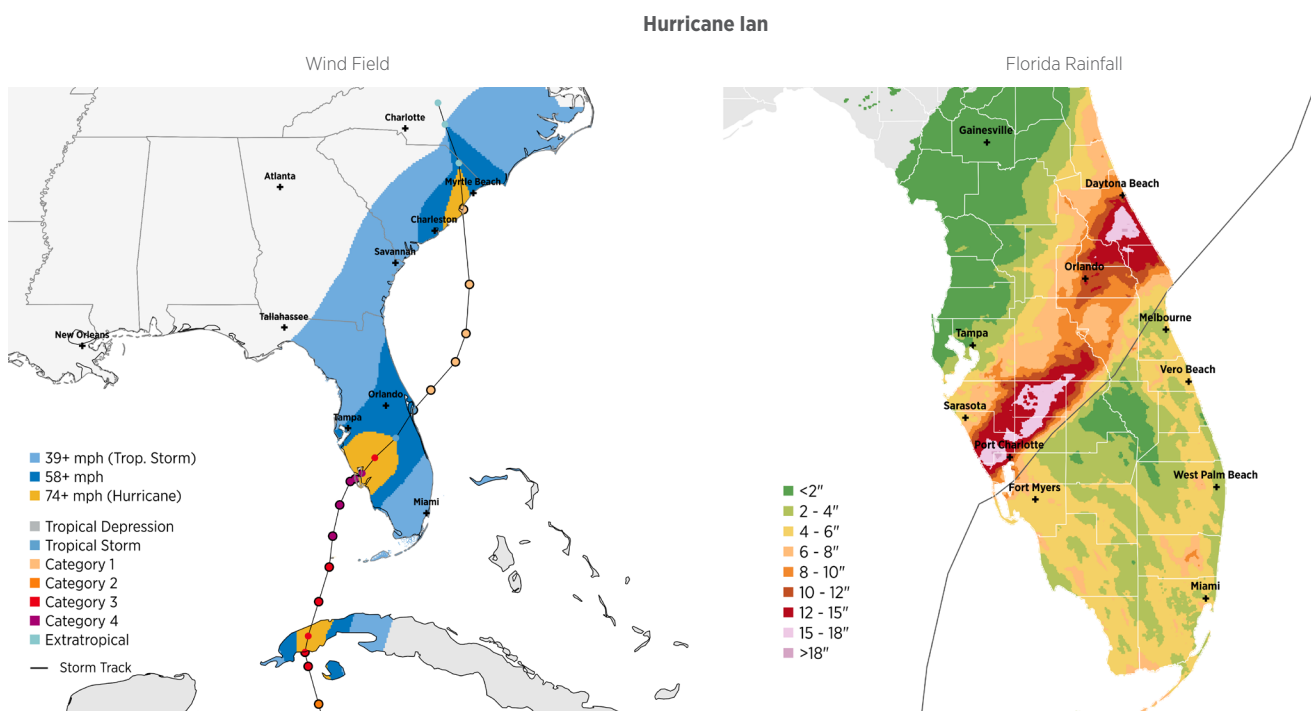 Hurricane Ian
Wind Field
Charlotte
Atlanta
Myrtle Beach
Charleston
Savannah
Tallahassee
New Orleans
Orlando
Tampa
Miami
39+ mph (Trop. Storm)
58+ mph
74+ mph (Hurricane)
Tropical Depression
Tropical Storm
Category 1
Category 2
Category 3
Category 4
Extratropical
Storm Track
Florida Rainfall
Gainesville
Daytona Beach
Orlando
Melbourne
Tampa
Vero Beach
Sarasota
Port Charlotte
West Palm Beach
Fort Myers
Miami
<2"
2 - 4"
4 - 6"
6 - 8"
8 - 10"
10 - 12"
12 - 15"
15 - 18"
>18"